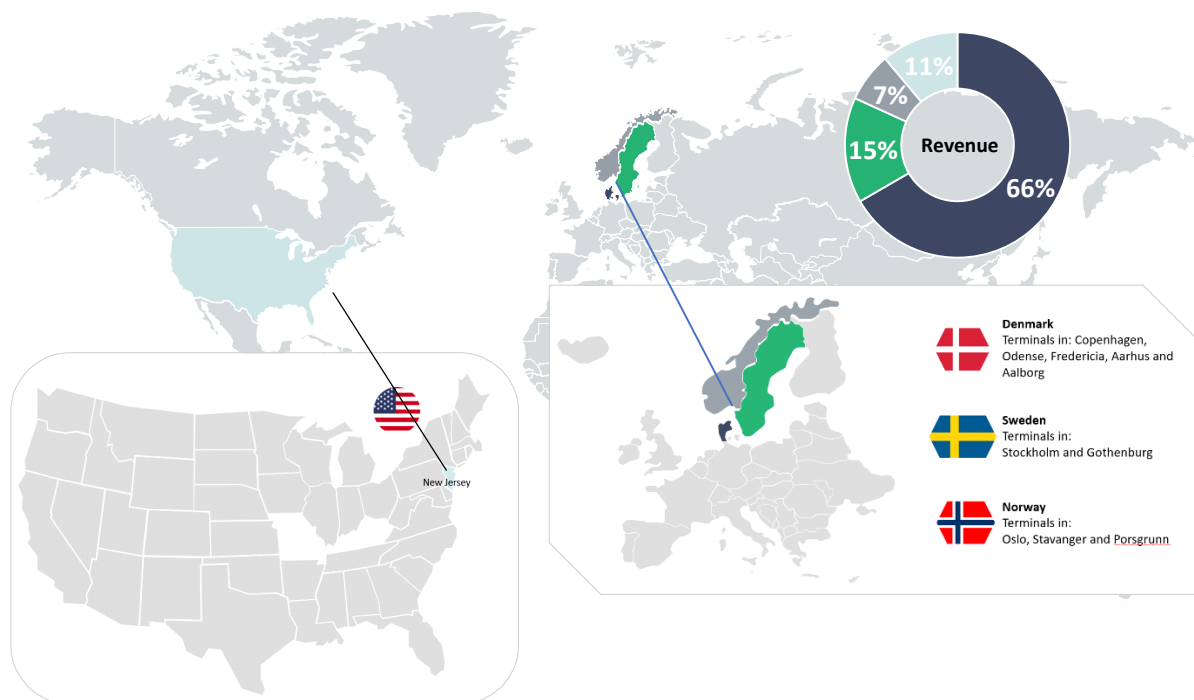 11%
7%
15%
Revenue
66%
Denmark
Terminals in: Copenhagen,
Odense, Fredericia, Aarhus and
Aalborg
Sweden
Terminals in:
Stockholm and Gothenburg
Norway
Terminals in:
Oslo, Stavanger and Porsgrunn
New Jersey